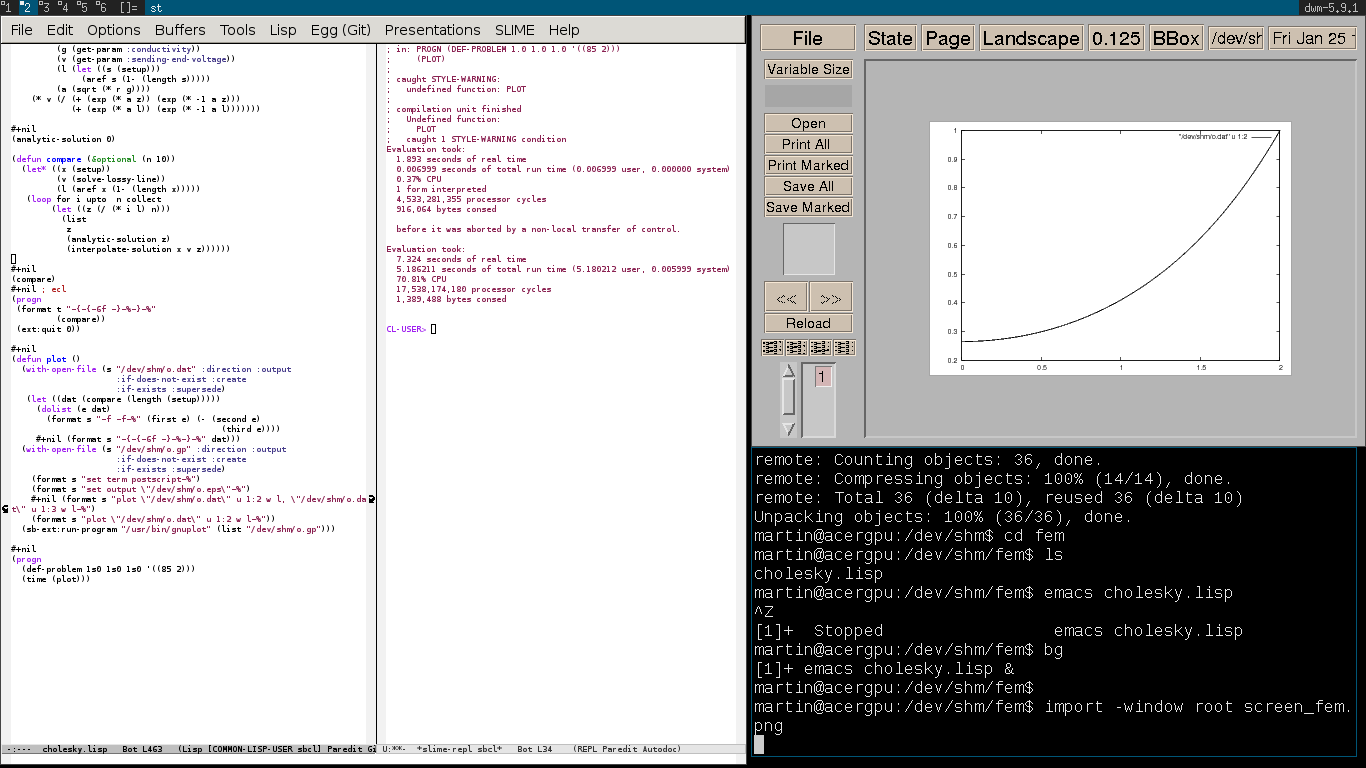 1 2 3 4 5 6 []= st dwm-5.9.1
File Edit Options Buffers Tools Lisp Egg (Git) Presentations SLIME Help
(g (get-param :conductivity))
(v (get-param :sending-end-voltage))
(l (let ((s (setup)))
(aref s (1- (length s)))))
(a (sqrt (* r g))))
(* v (/ (+ (exp (* a z)) (exp (* -1 a z)))
(+ (exp (* a l)) (exp (* -1 a l)))))))
#+nil
(analytic-solution 0)
(defun compare (&optional (n 10))
(let* ((x (setup))
(v (solve-lossy-line))
(l (aref x (1- (length x)))))
(loop for i upto n collect
(let ((z (/ (* i l) n)))
(list
z
(analytic-solution z)
(interpolate-solution x v z))))))
#+nil
(compare)
#+nil ; ecl
(progn
(format t "~{~{~6f ~}~%~}~%"
(compare))
(ext:quit 0))
#+nil
(defun plot ()
(with-open-file (s "/dev/shm/o.dat" :direction :output
:if-does-not-exist :create
:if-exists :supersede)
(let ((dat (compare (length (setup)))))
(dolist (e dat)
(format s "~f ~f~%" (first e) (- (second e)
(third e))))
#+nil (format s "~{~{~6f ~}~%~}~%" dat)))
(with-open-file (s "/dev/shm/o.gp" :direction :output
:if-does-not-exist :create
:if-exists :supersede)
(format s "set term postscript~%")
(format s "set output \"/dev/shm/o.eps\"~%")
#+nil (format s "plot \"/dev/shm/o.dat\" u 1:2 w l, \"/dev/shm/o.da
t\" u 1:3 w l~%")
(format s "plot \"/dev/shm/o.dat\" u 1:2 w l~%"))
(sb-ext:run-program "/usr/bin/gnuplot" (list "/dev/shm/o.gp")))
#+nil
(progn
(def-problem 1s0 1s0 1s0 '((85 2)))
(time (plot)))
-:--- cholesky.lisp Bot L463 (Lisp [COMMON-LISP-USER sbcl] Paredit Gi
; in: PROGN (DEF-PROBLEM 1.0 1.0 1.0 '((85 2)))
; (PLOT)
;
; caught STYLE-WARNING:
; undefined function: PLOT
;
; compilation unit finished
; Undefined function:
; PLOT
; caught 1 STYLE-WARNING condition
Evaluation took:
1.893 seconds of real time
0.006999 seconds of total run time (0.006999 user, 0.000000 system)
0.37% CPU
1 form interpreted
4,533,281,355 processor cycles
916,064 bytes consed
before it was aborted by a non-local transfer of control.
Evaluation took:
7.324 seconds of real time
5.186211 seconds of total run time (5.180212 user, 0.005999 system)
70.81% CPU
17,538,174,180 processor cycles
1,389,488 bytes consed
CL-USER>
U:**- *slime-repl sbcl* Bot L34 (REPL Paredit Autodoc)
File State Page Landscape 0.125 BBox /dev/sh Fri Jan 25 1
Variable Size
Open
Print All
Print Marked
Save All
Save Marked
<< >>
Reload
1
"/dev/shm/o.dat" u 1:2
1
0.9
0.8
0.7
0.6
0.5
0.4
0.3
0.2
0 0.5 1 1.5 2
remote: Counting objects: 36, done.
remote: Compressing objects: 100% (14/14), done.
remote: Total 36 (delta 10), reused 36 (delta 10)
Unpacking objects: 100% (36/36), done.
martin@acergpu:/dev/shm$ cd fem
martin@acergpu:/dev/shm/fem$ ls
cholesky.lisp
martin@acergpu:/dev/shm/fem$ emacs cholesky.lisp
^Z
[1]+ Stopped emacs cholesky.lisp
martin@acergpu:/dev/shm/fem$ bg
[1]+ emacs cholesky.lisp &
martin@acergpu:/dev/shm/fem$
martin@acergpu:/dev/shm/fem$ import -window root screen_fem.
png